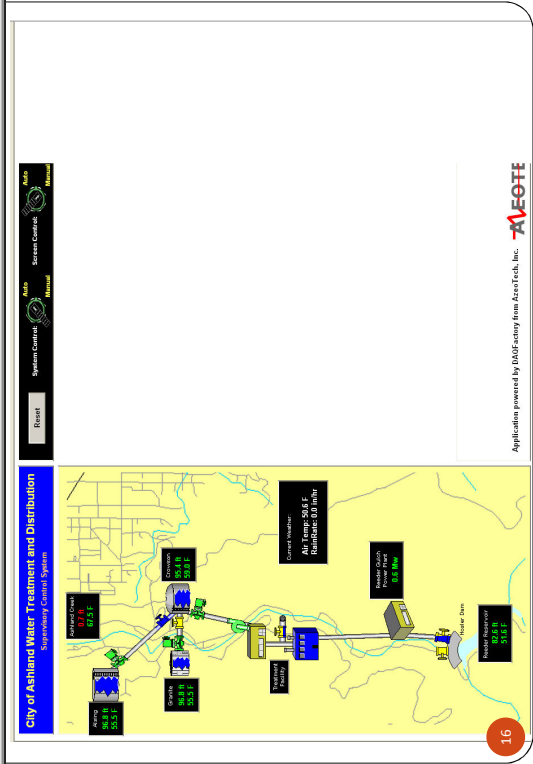 City of Ashland Water Treatment and Distribution
Supervisory Control System
Reset
System Control:
Auto
Manual
Screen Control:
Auto
Manual
Ashland Creek
0.7 ft
67.5 F
Alsing
96.8 ft
55.5 F
Crowson
95.4 ft
59.0 F
Granite
96.8 ft
55.5 F
Current Weather:
Air Temp: 50.6 F
RainRate: 0.0 in/hr
Treatment
Facility
Reeder Gulch
Power Plant
0.6 Mw
Hosler Dam
Reeder Reservoir
82.6 ft
51.6 F
Application powered by DAQFactory from AzeoTech, Inc.
AZEOTE
16